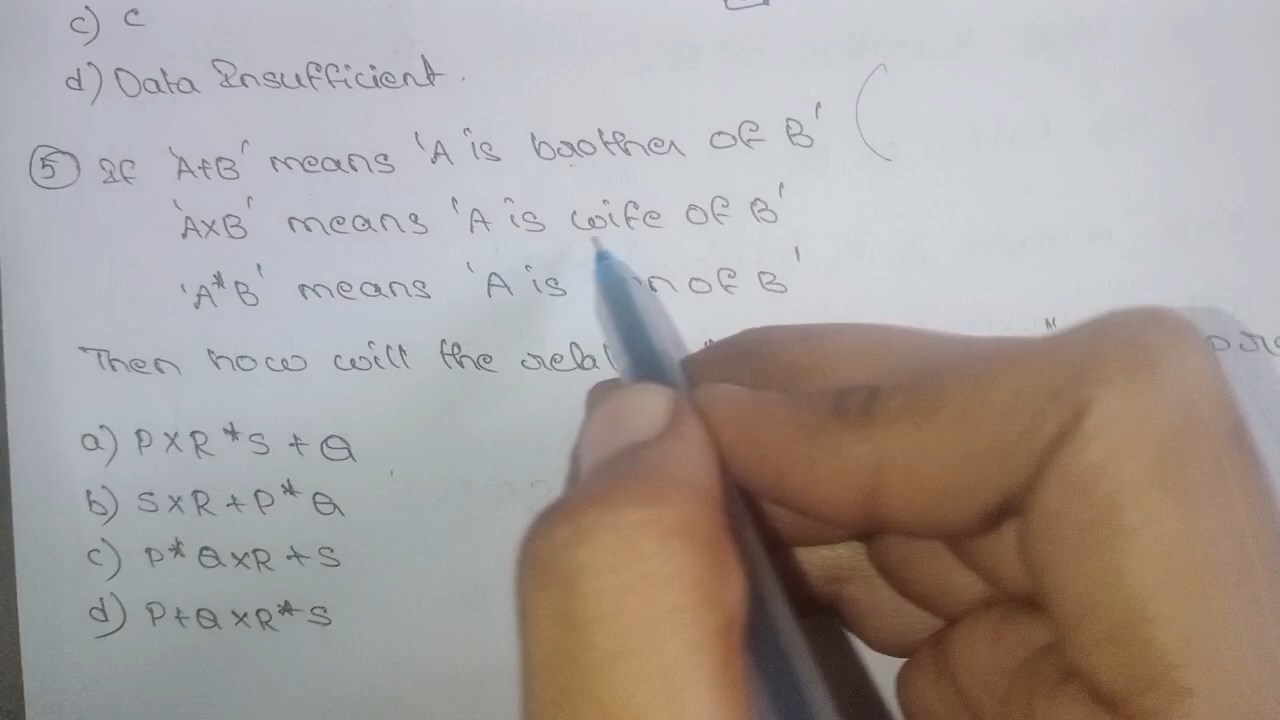 c) c
d) Data Insufficient.
⑤ If 'A+B' means 'A is brother of B'
'A×B' means 'A is wife of B'
'A*B' means 'A is of B'
Then how will the
a) P×R*S+Q
b) S×R+P*Q
c) P*Q×R+S
d) P+Q×R*S